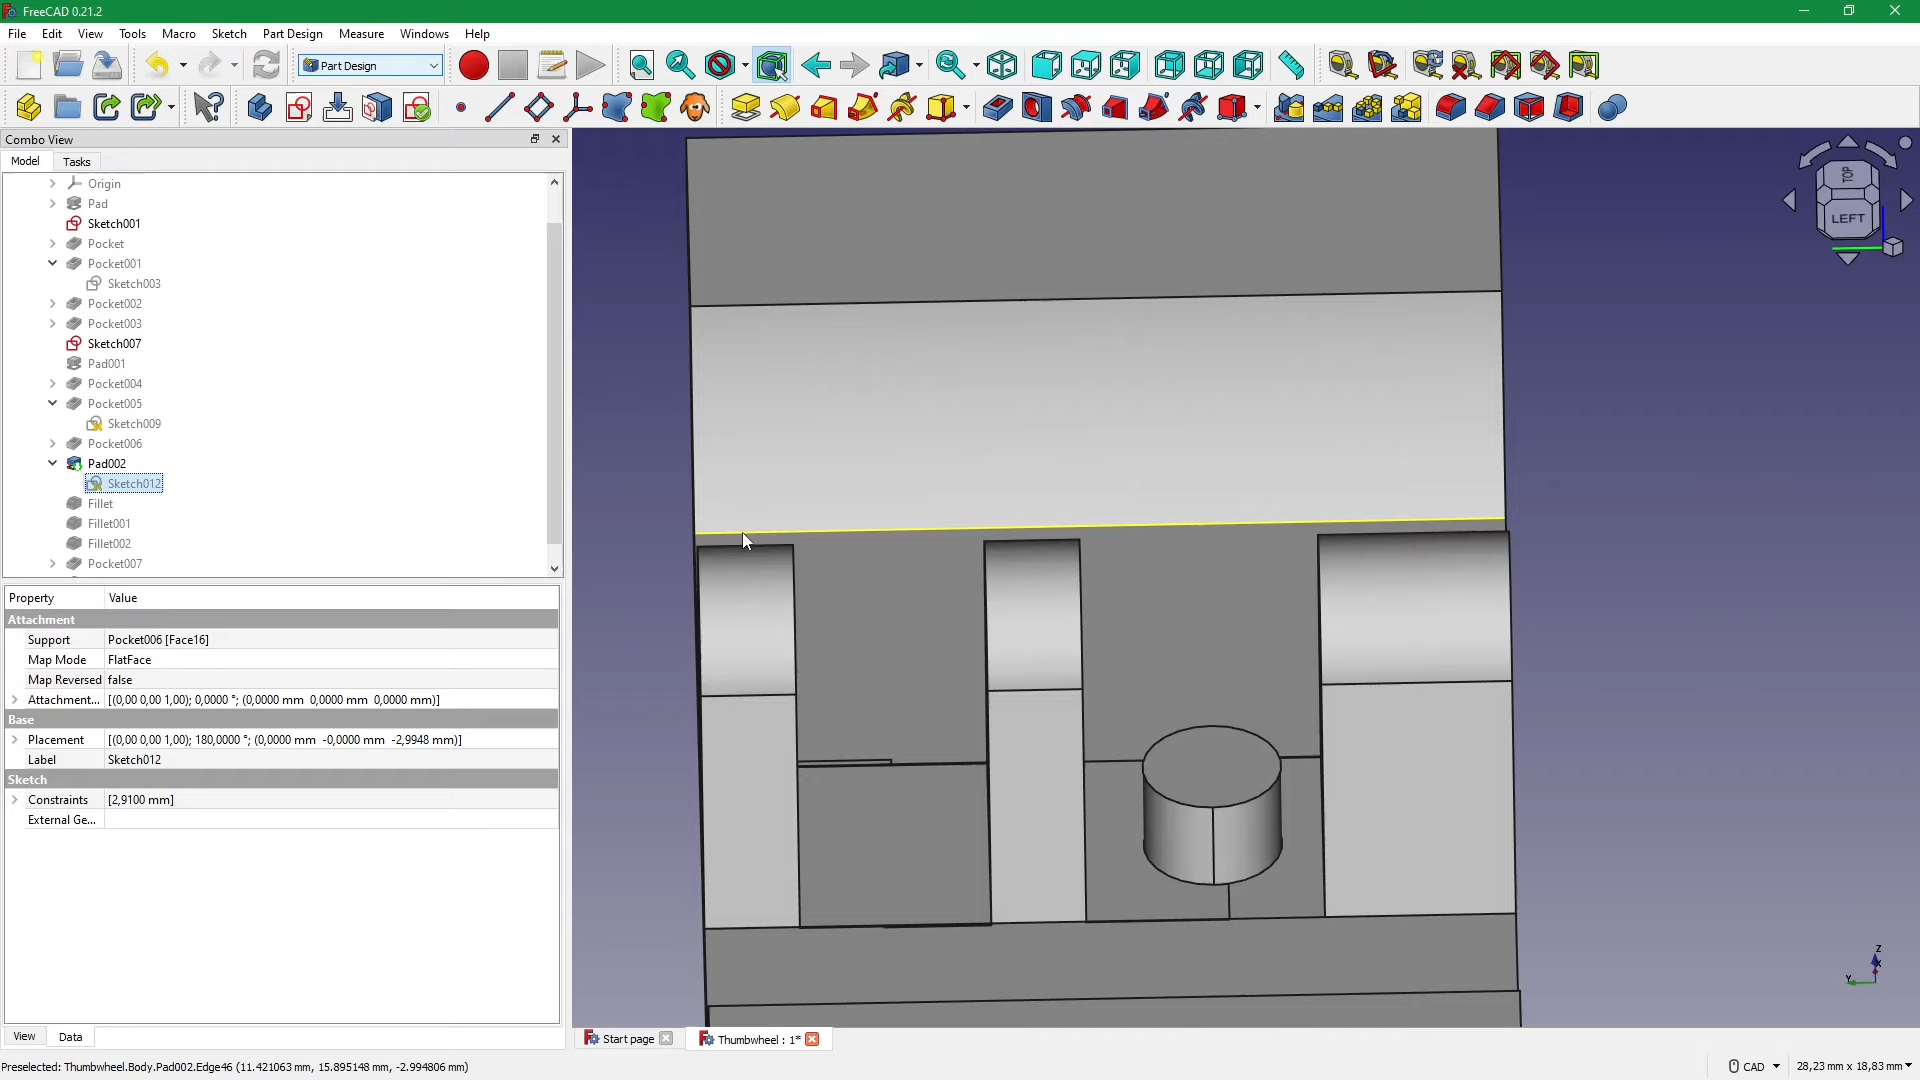 FreeCAD 0.21.2
File Edit View Tools Macro Sketch Part Design Measure Windows Help
Part Design
Combo View
Model Tasks
Origin
Pad
Sketch001
Pocket
Pocket001
Sketch003
Pocket002
Pocket003
Sketch007
Pad001
Pocket004
Pocket005
Sketch009
Pocket006
Pad002
Sketch012
Fillet
Fillet001
Fillet002
Pocket007
Property Value
Attachment
Support Pocket006 [Face16]
Map Mode FlatFace
Map Reversed false
Attachment... [(0,00 0,00 1,00); 0,0000 °; (0,0000 mm 0,0000 mm 0,0000 mm)]
Base
Placement [(0,00 0,00 1,00); 180,0000 °; (0,0000 mm -0,0000 mm -2,9948 mm)]
Label Sketch012
Sketch
Constraints [2,9100 mm]
External Ge...
View Data
TOP
LEFT
Z
X
Y
Start page Thumbwheel : 1*
Preselected: Thumbwheel.Body.Pad002.Edge46 (11.421063 mm, 15.895148 mm, -2.994806 mm)
CAD 28,23 mm x 18,83 mm